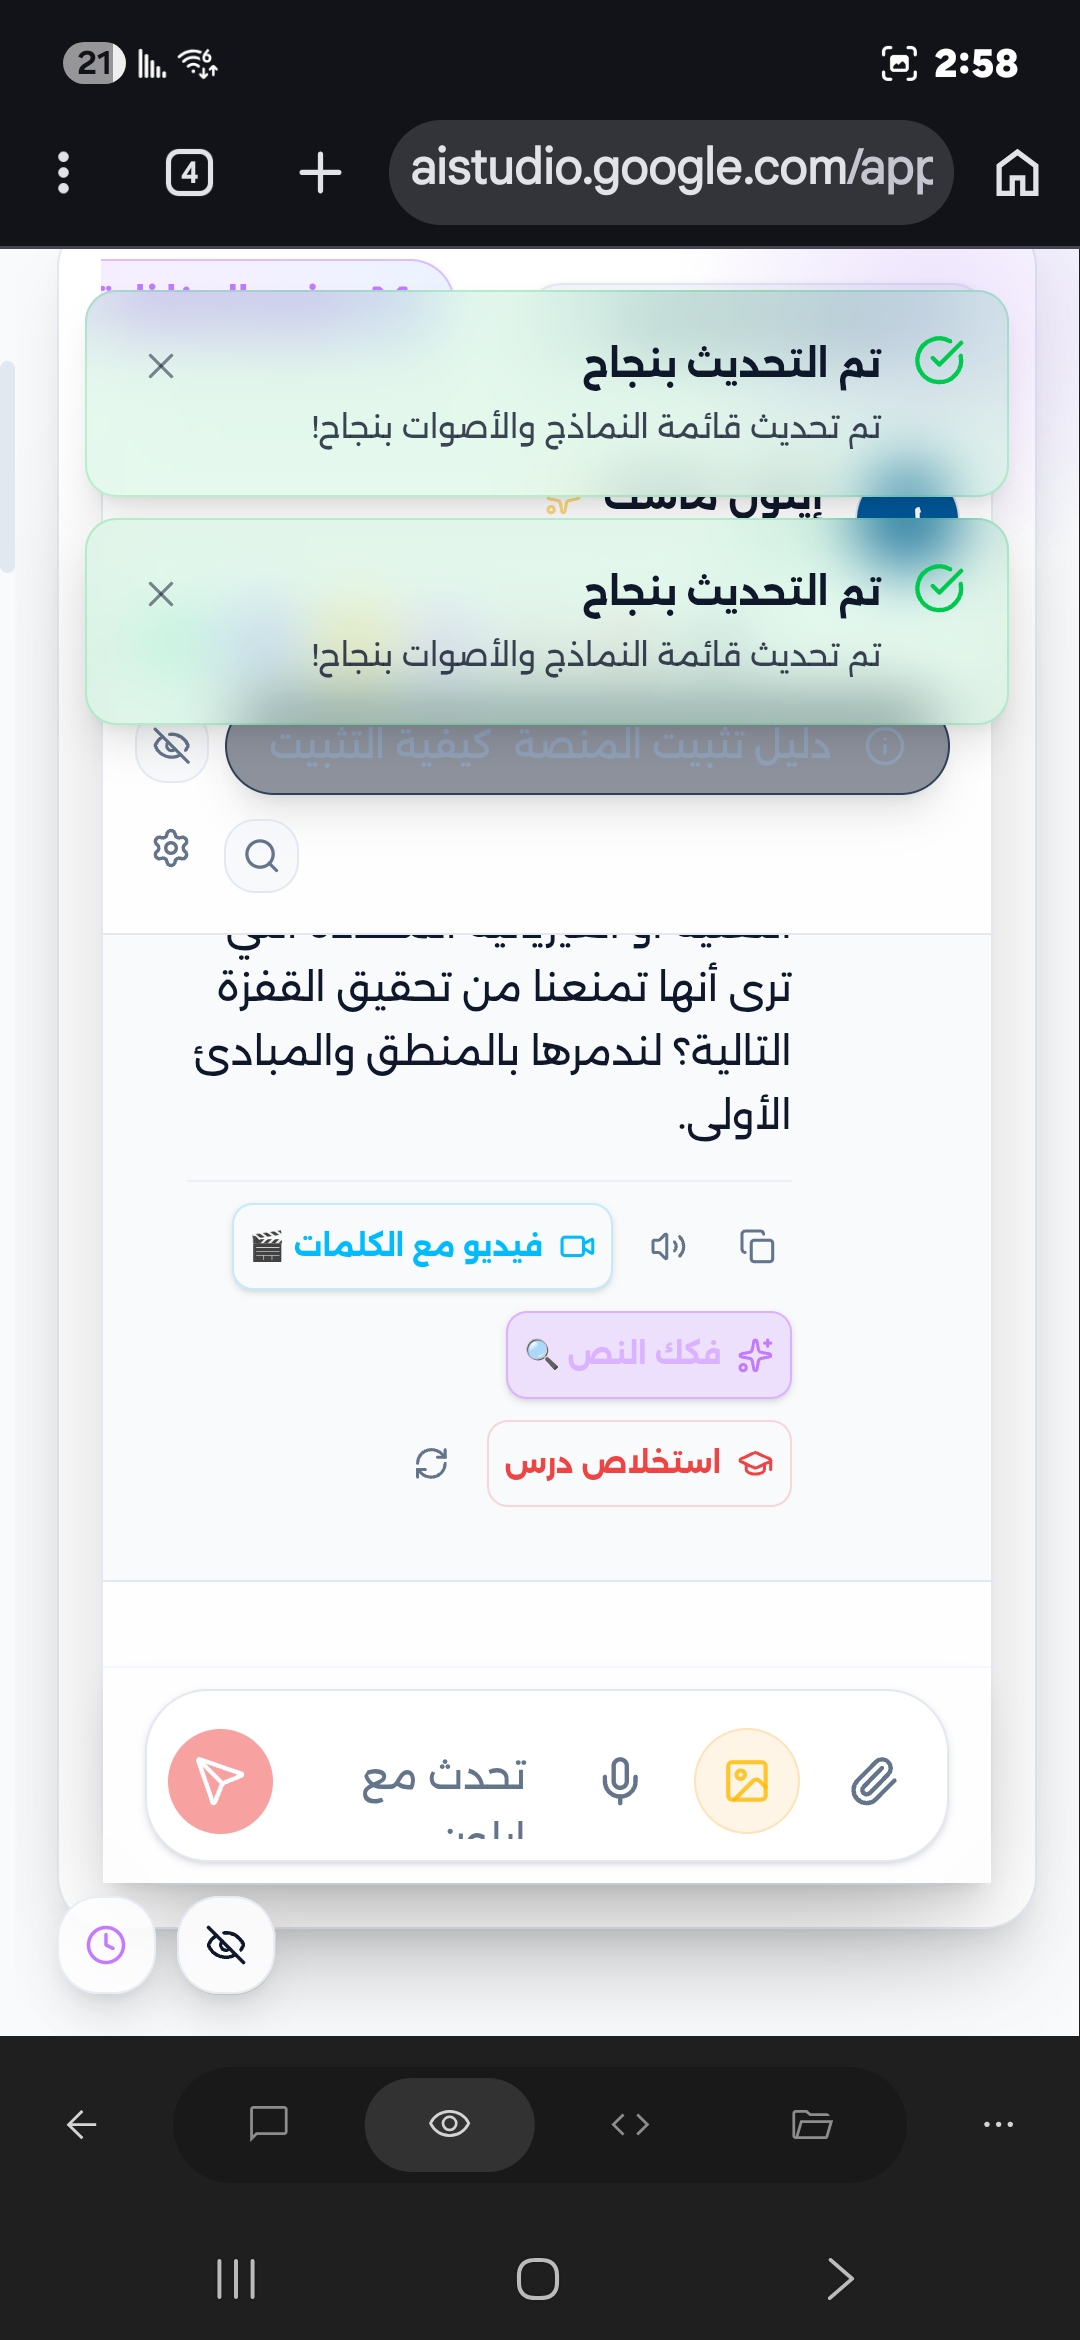 21
2:58
4
aistudio.google.com/app
تم التحديث بنجاح
تم تحديث قائمة النماذج والأصوات بنجاح!
إيلون ماسك
تم التحديث بنجاح
تم تحديث قائمة النماذج والأصوات بنجاح!
دليل تثبيت المنصة كيفية التثبيت
ترى أنها تمنعنا من تحقيق القفزة
التالية؟ لندمرها بالمنطق والمبادئ
الأولى.
فيديو مع الكلمات
فكك النص
استخلاص درس
تحدث مع